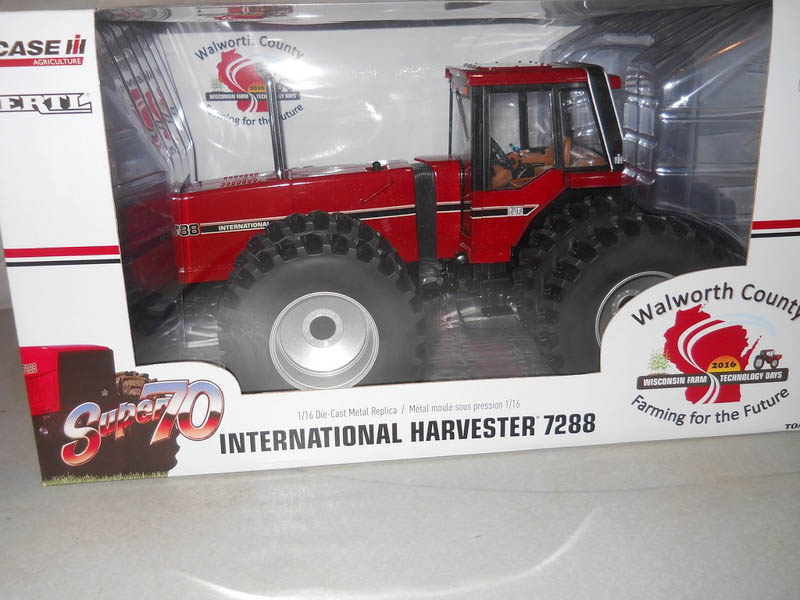 CASE IH
AGRICULTURE
ERTL
Walworth County
2016
WISCONSIN FARM TECHNOLOGY DAYS
Farming for the Future
INTERNATIONAL
Walworth County
2016
WISCONSIN FARM TECHNOLOGY DAYS
Farming for the Future
7288
Super 70
1/16 Die-Cast Metal Replica / Métal moulé sous pression 1/16
INTERNATIONAL HARVESTER® 7288